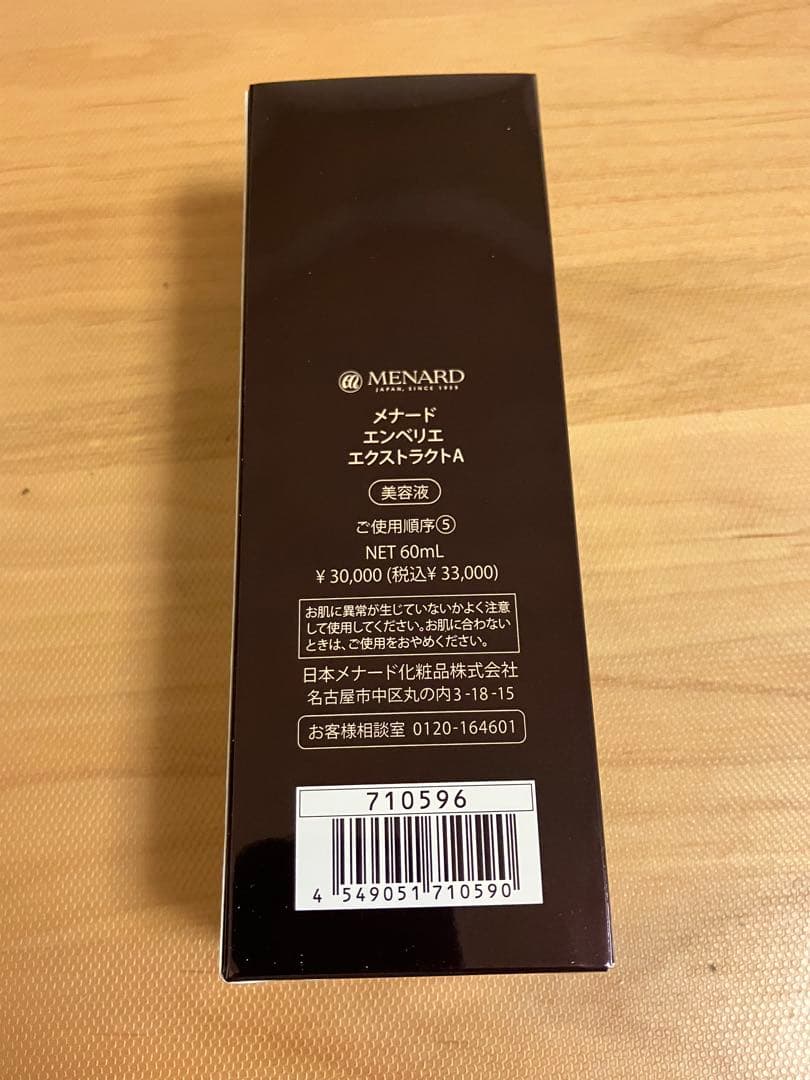 MENARD
JAPAN, SINCE 1959
メナード
エンベリエ
エクストラクトA
美容液
ご使用順序⑤
NET 60mL
¥ 30,000 (税込¥ 33,000)
お肌に異常が生じていないかよく注意
して使用してください。お肌に合わない
ときは、ご使用をおやめください。
日本メナード化粧品株式会社
名古屋市中区丸の内3-18-15
お客様相談室 0120-164601
710596
4 549051 710590